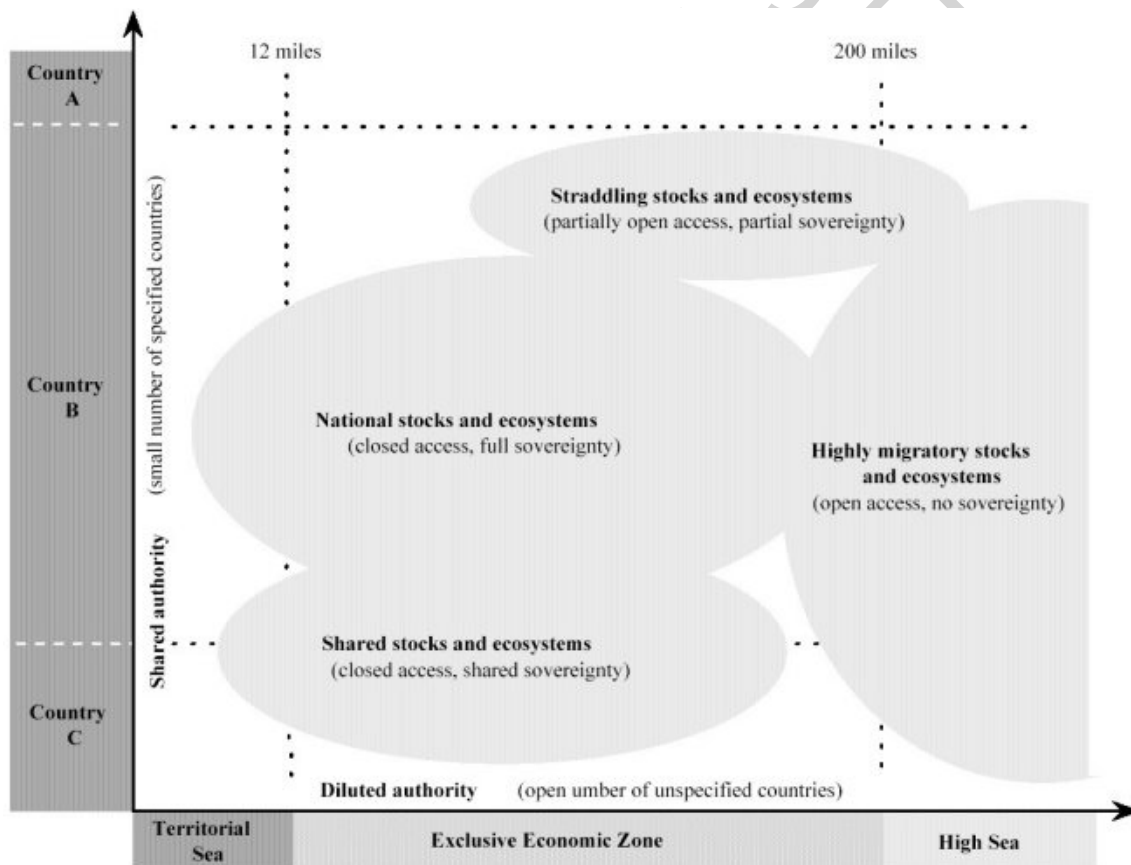 12 miles
200 miles
Country
A
Straddling stocks and ecosystems
(partially open access, partial sovereignty)
Country
B
National stocks and ecosystems
(closed access, full sovereignty)
Highly migratory stocks
and ecosystems
(open access, no sovereignty)
Shared authority (small number of specified countries)
Shared stocks and ecosystems
(closed access, shared sovereignty)
Country
C
Diluted authority (open umber of unspecified countries)
Territorial
Sea
Exclusive Economic Zone
High Sea